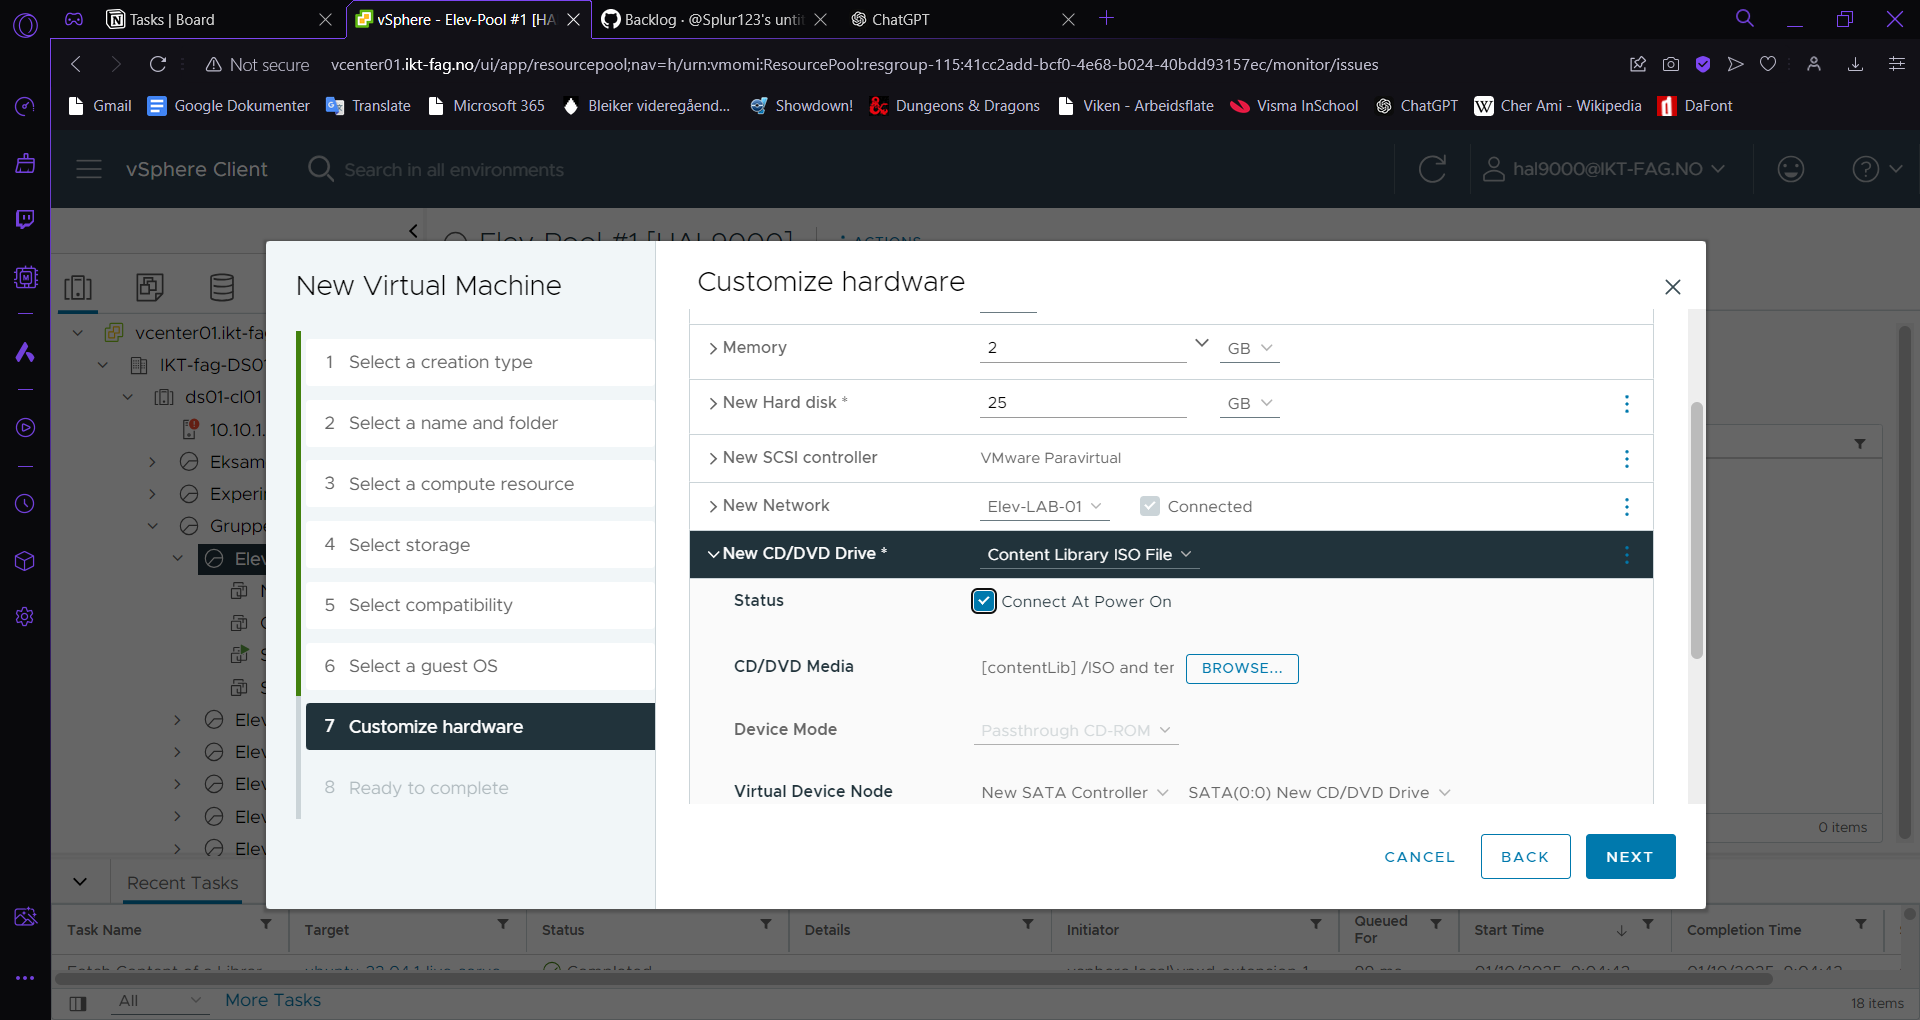 Tasks | Board
vSphere - Elev-Pool #1 [HA
Backlog · @Splur123's unti
ChatGPT
Not secure
vcenter01.ikt-fag.no/ui/app/resourcepool;nav=h/urn:vmomi:ResourcePool:resgroup-115:41cc2add-bcf0-4e68-b024-40bdd93157ec/monitor/issues
Gmail
Google Dokumenter
Translate
Microsoft 365
Bleiker videregående...
Showdown!
Dungeons & Dragons
Viken - Arbeidsflate
Visma InSchool
ChatGPT
Cher Ami - Wikipedia
DaFont
vSphere Client
Search in all environments
hal9000@IKT-FAG.NO
Elev-Pool #1 [HAL9000]
ACTIONS
vcenter01.ikt-fa
IKT-fag-DS01
ds01-cl01
10.10.1.
Eksam
Experi
Gruppe
Elev
Elev
Elev
Elev
Elev
Elev
New Virtual Machine
1 Select a creation type
2 Select a name and folder
3 Select a compute resource
4 Select storage
5 Select compatibility
6 Select a guest OS
7 Customize hardware
8 Ready to complete
Customize hardware
Memory
2
GB
New Hard disk *
25
GB
New SCSI controller
VMware Paravirtual
New Network
Elev-LAB-01
Connected
New CD/DVD Drive *
Content Library ISO File
Status
Connect At Power On
CD/DVD Media
[contentLib] /ISO and ter
BROWSE...
Device Mode
Passthrough CD-ROM
Virtual Device Node
New SATA Controller
SATA(0:0) New CD/DVD Drive
CANCEL
BACK
NEXT
0 items
Recent Tasks
Task Name
Target
Status
Details
Initiator
Queued For
Start Time
Completion Time
Completed
All
More Tasks
18 items